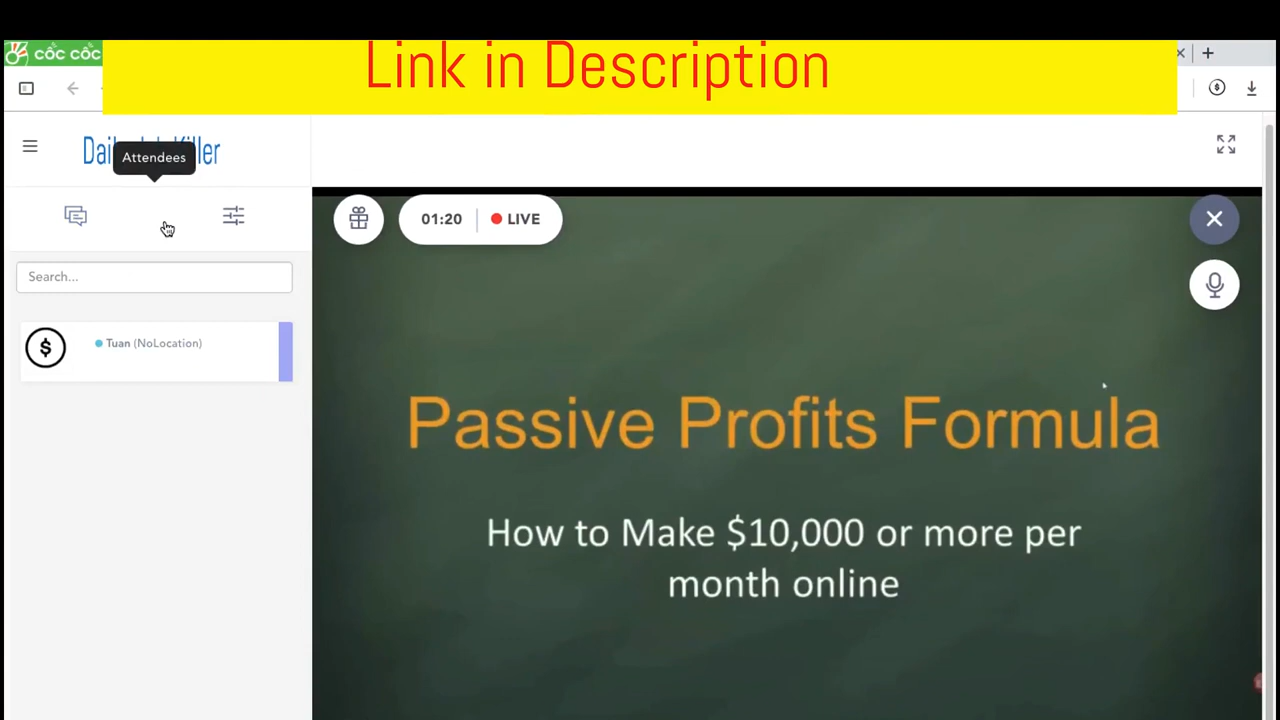 Link in Description
cốc cốc
Killer
Attendees
01:20
LIVE
Search...
$
Tuan (NoLocation)
Passive Profits Formula
How to Make $10,000 or more per
month online